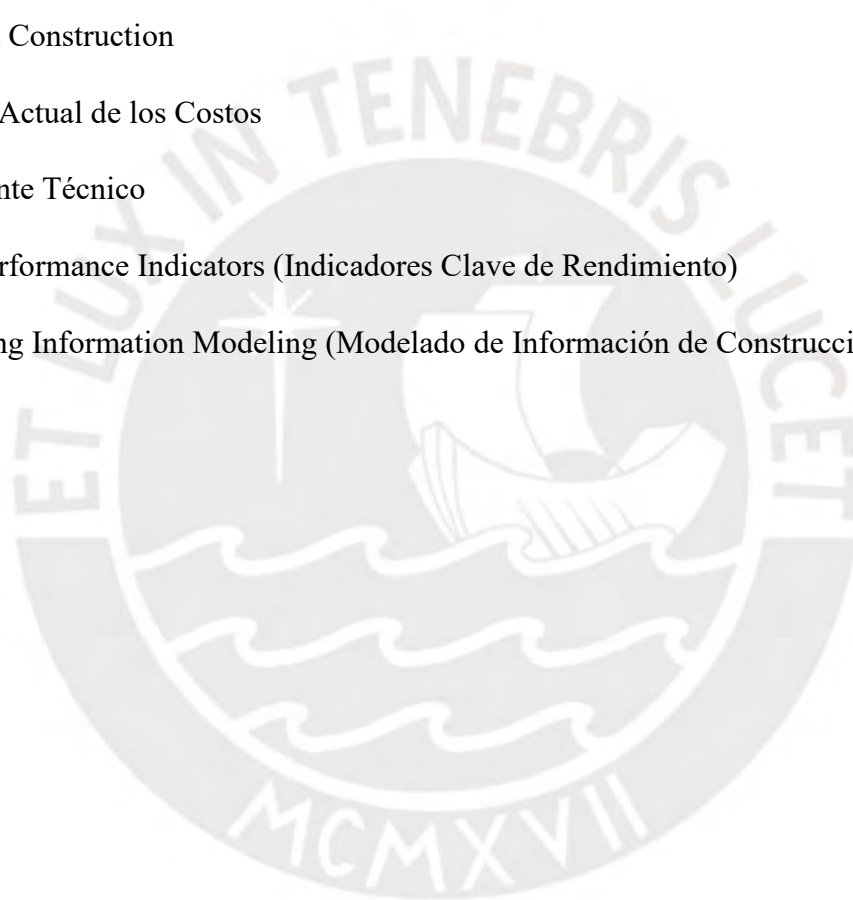 Construction
Actual de los Costos
nte Técnico
rformance Indicators (Indicadores Clave de Rendimiento)
ng Information Modeling (Modelado de Información de Construcci
ET LUX IN TENEBRIS LUCET
MCMXVII